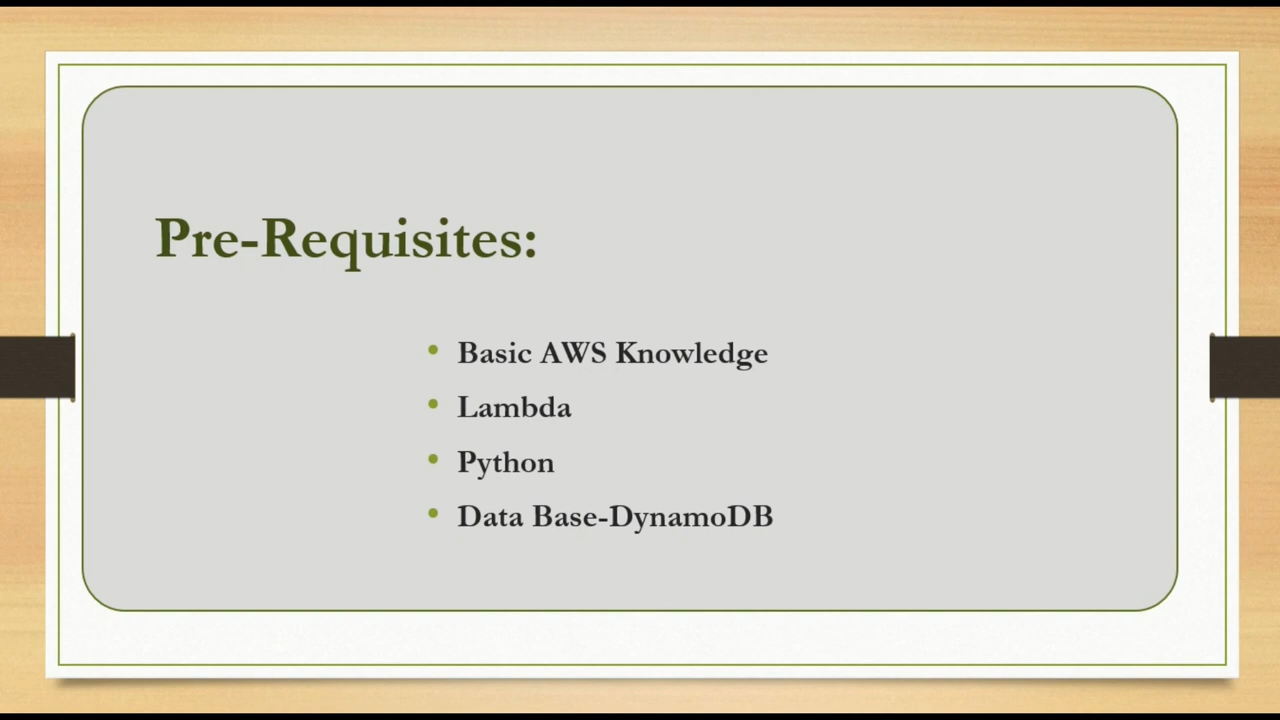 Pre-Requisites:
• Basic AWS Knowledge
• Lambda
• Python
• Data Base-DynamoDB